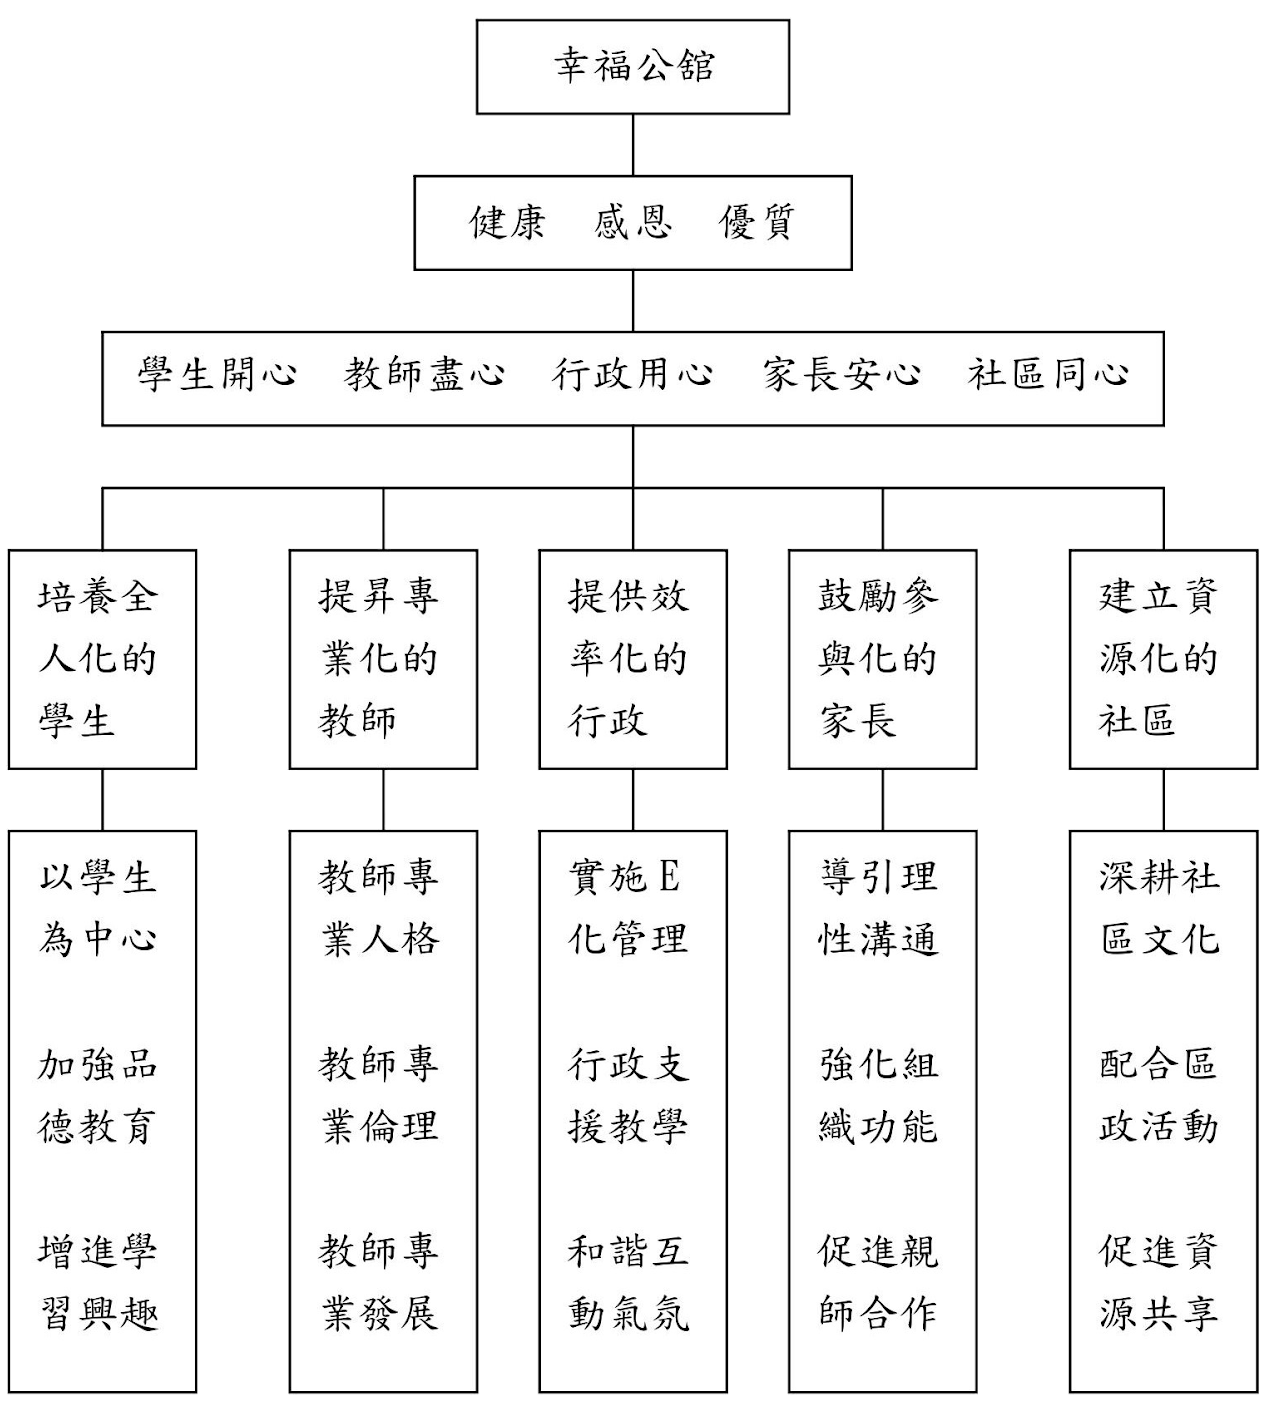 幸福公舘
健康　感恩　優質
學生開心　教師盡心　行政用心　家長安心　社區同心
培養全
人化的
學生
提昇專
業化的
教師
提供效
率化的
行政
鼓勵參
與化的
家長
建立資
源化的
社區
以學生
為中心
加強品
德教育
增進學
習興趣
教師專
業人格
教師專
業倫理
教師專
業發展
實施E
化管理
行政支
援教學
和諧互
動氣氛
導引理
性溝通
強化組
織功能
促進親
師合作
深耕社
區文化
配合區
政活動
促進資
源共享